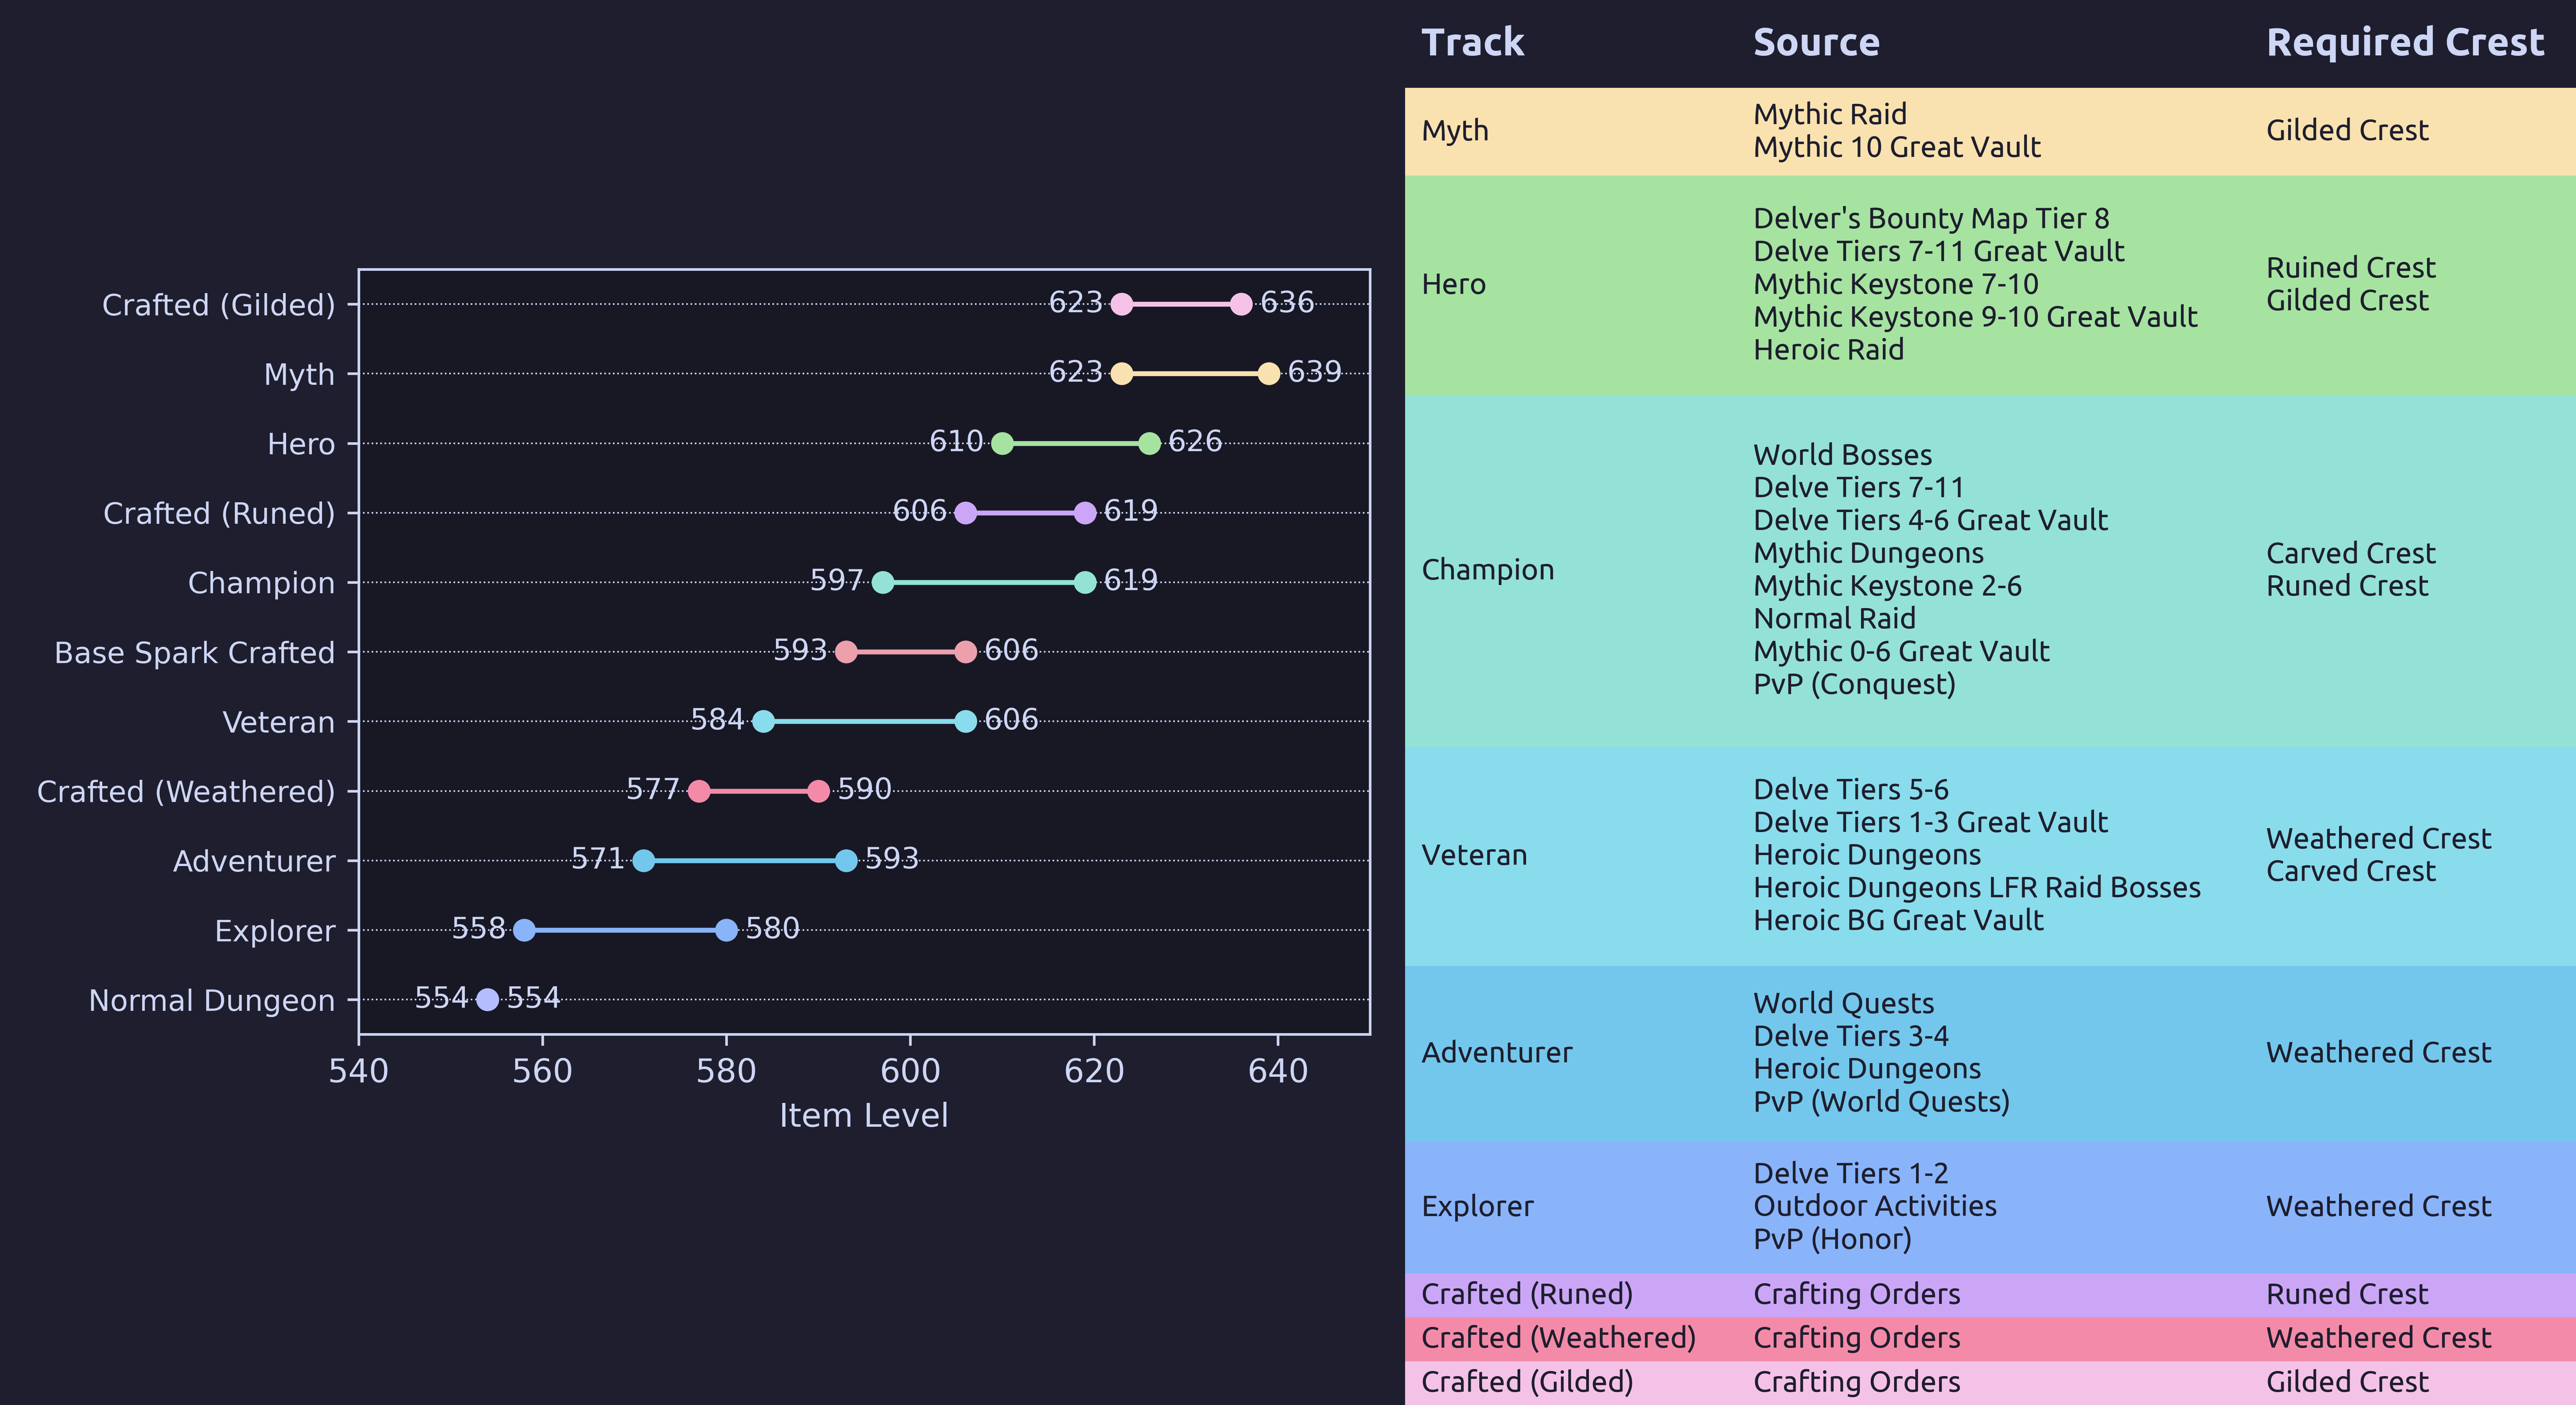 Crafted (Gilded) 623 636
Myth 623 639
Hero 610 626
Crafted (Runed) 606 619
Champion 597 619
Base Spark Crafted 593 606
Veteran 584 606
Crafted (Weathered) 577 590
Adventurer 571 593
Explorer 558 580
Normal Dungeon 554 554
540 560 580 600 620 640
Item Level
Track Source Required Crest
Myth
Mythic Raid
Mythic 10 Great Vault
Gilded Crest
Hero
Delver's Bounty Map Tier 8
Delve Tiers 7-11 Great Vault
Mythic Keystone 7-10
Mythic Keystone 9-10 Great Vault
Heroic Raid
Ruined Crest
Gilded Crest
Champion
World Bosses
Delve Tiers 7-11
Delve Tiers 4-6 Great Vault
Mythic Dungeons
Mythic Keystone 2-6
Normal Raid
Mythic 0-6 Great Vault
PvP (Conquest)
Carved Crest
Runed Crest
Veteran
Delve Tiers 5-6
Delve Tiers 1-3 Great Vault
Heroic Dungeons
Heroic Dungeons LFR Raid Bosses
Heroic BG Great Vault
Weathered Crest
Carved Crest
Adventurer
World Quests
Delve Tiers 3-4
Heroic Dungeons
PvP (World Quests)
Weathered Crest
Explorer
Delve Tiers 1-2
Outdoor Activities
PvP (Honor)
Weathered Crest
Crafted (Runed) Crafting Orders Runed Crest
Crafted (Weathered) Crafting Orders Weathered Crest
Crafted (Gilded) Crafting Orders Gilded Crest